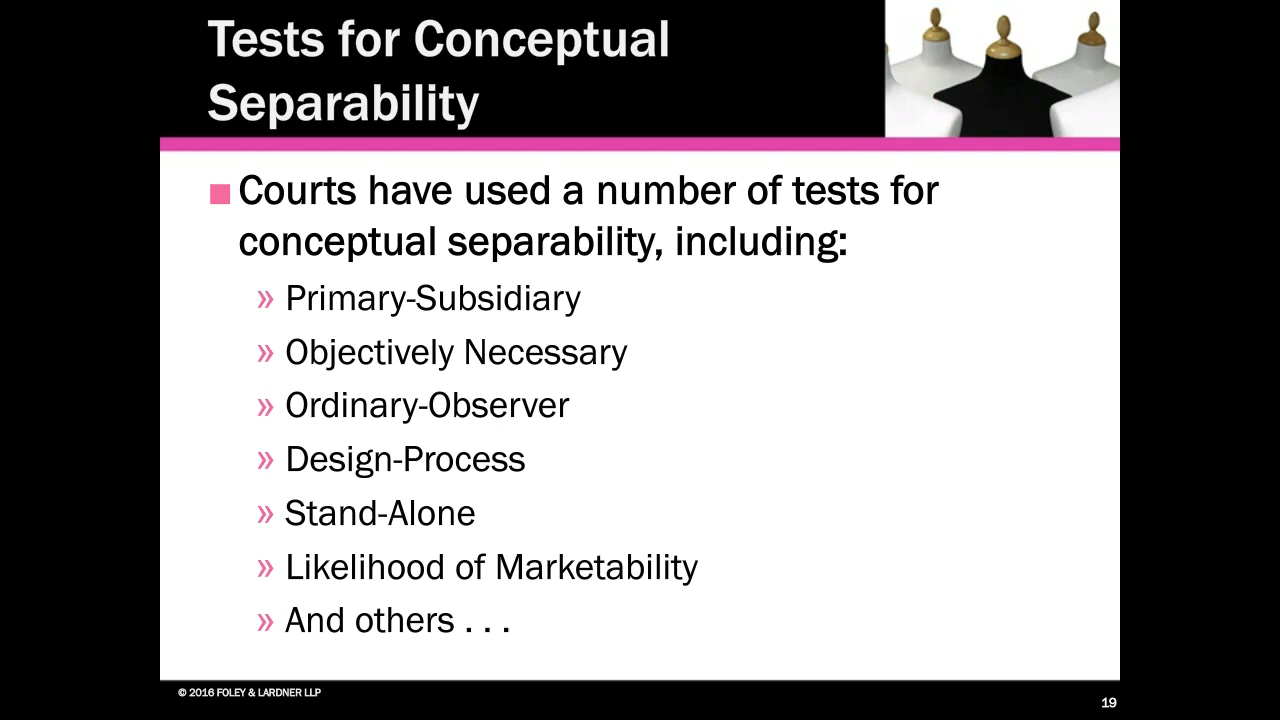 Tests for Conceptual
Separability
■ Courts have used a number of tests for
conceptual separability, including:
» Primary-Subsidiary
» Objectively Necessary
» Ordinary-Observer
» Design-Process
» Stand-Alone
» Likelihood of Marketability
» And others . . .
© 2016 FOLEY & LARDNER LLP
19